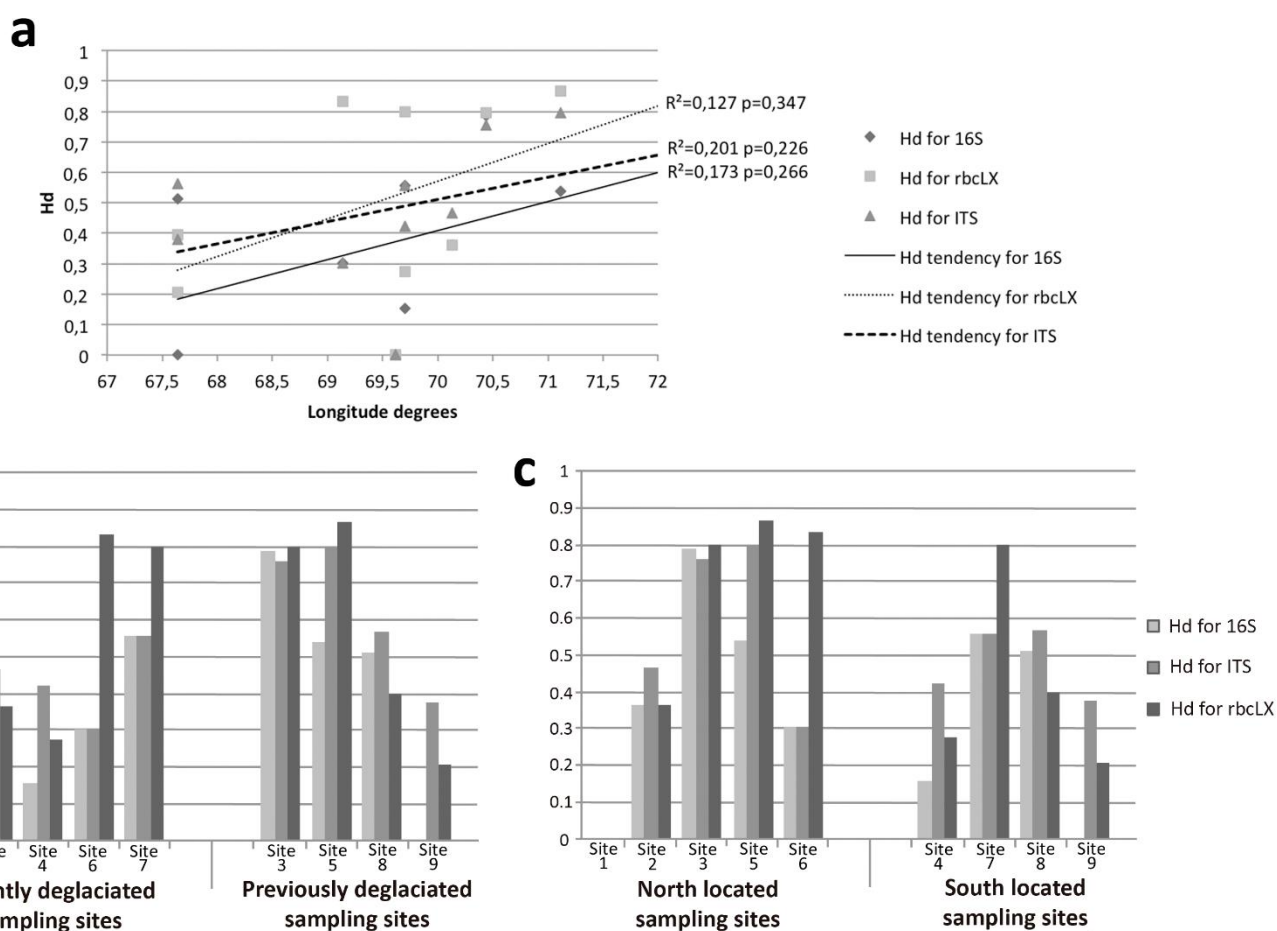 a
1
0,9
0,8
0,7
0,6
0,5
0,4
0,3
0,2
0,1
0
Hd
67 67,5 68 68,5 69 69,5 70 70,5 71 71,5 72
Longitude degrees
R²=0,127 p=0,347
R²=0,201 p=0,226
R²=0,173 p=0,266
Hd for 16S
Hd for rbcLX
Hd for ITS
Hd tendency for 16S
Hd tendency for rbcLX
Hd tendency for ITS
Site 4
Site 6
Site 7
Site 3
Site 5
Site 8
Site 9
ntly deglaciated
mpling sites
Previously deglaciated
sampling sites
c
1
0.9
0.8
0.7
0.6
0.5
0.4
0.3
0.2
0.1
0
Site 1
Site 2
Site 3
Site 5
Site 6
Site 4
Site 7
Site 8
Site 9
North located
sampling sites
South located
sampling sites
Hd for 16S
Hd for ITS
Hd for rbcLX